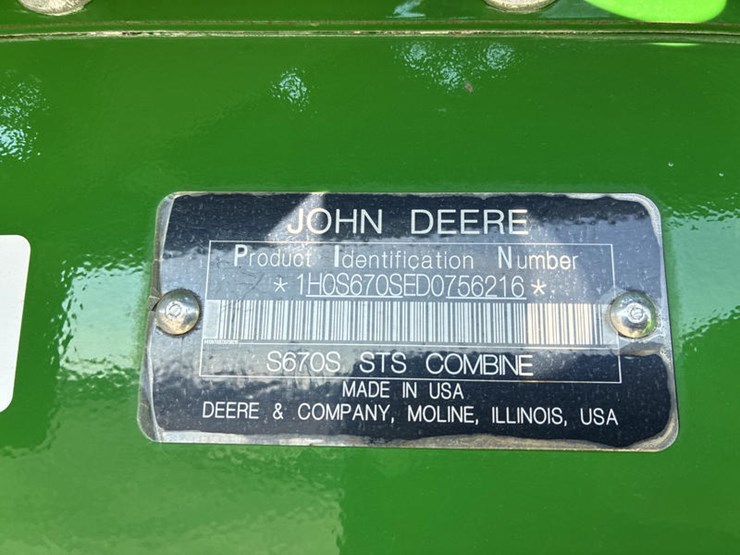 JOHN DEERE
Product Identification Number
* 1H0S670SED0756216 *
S670S STS COMBINE
MADE IN USA
DEERE & COMPANY, MOLINE, ILLINOIS, USA